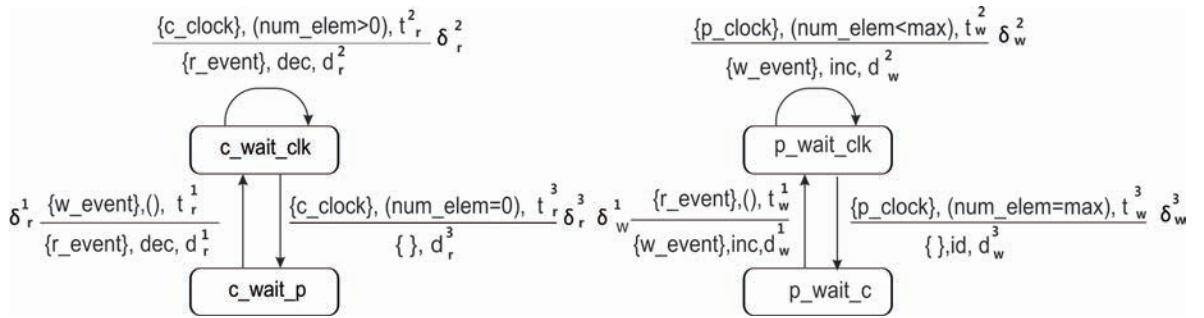 {c_clock}, (num_elem>0), t²ᵣ δ²ᵣ
{r_event}, dec, d²ᵣ
c_wait_clk
δ¹ᵣ {w_event},(), t¹ᵣ
{r_event}, dec, d¹ᵣ
{c_clock}, (num_elem=0), t³ᵣ δ³ᵣ
{ }, d³ᵣ
c_wait_p
{p_clock}, (num_elem<max), t²w δ²w
{w_event}, inc, d²w
p_wait_clk
δ¹w {r_event},(), t¹w
{w_event},inc,d¹w
{p_clock}, (num_elem=max), t³w δ³w
{ },id, d³w
p_wait_c